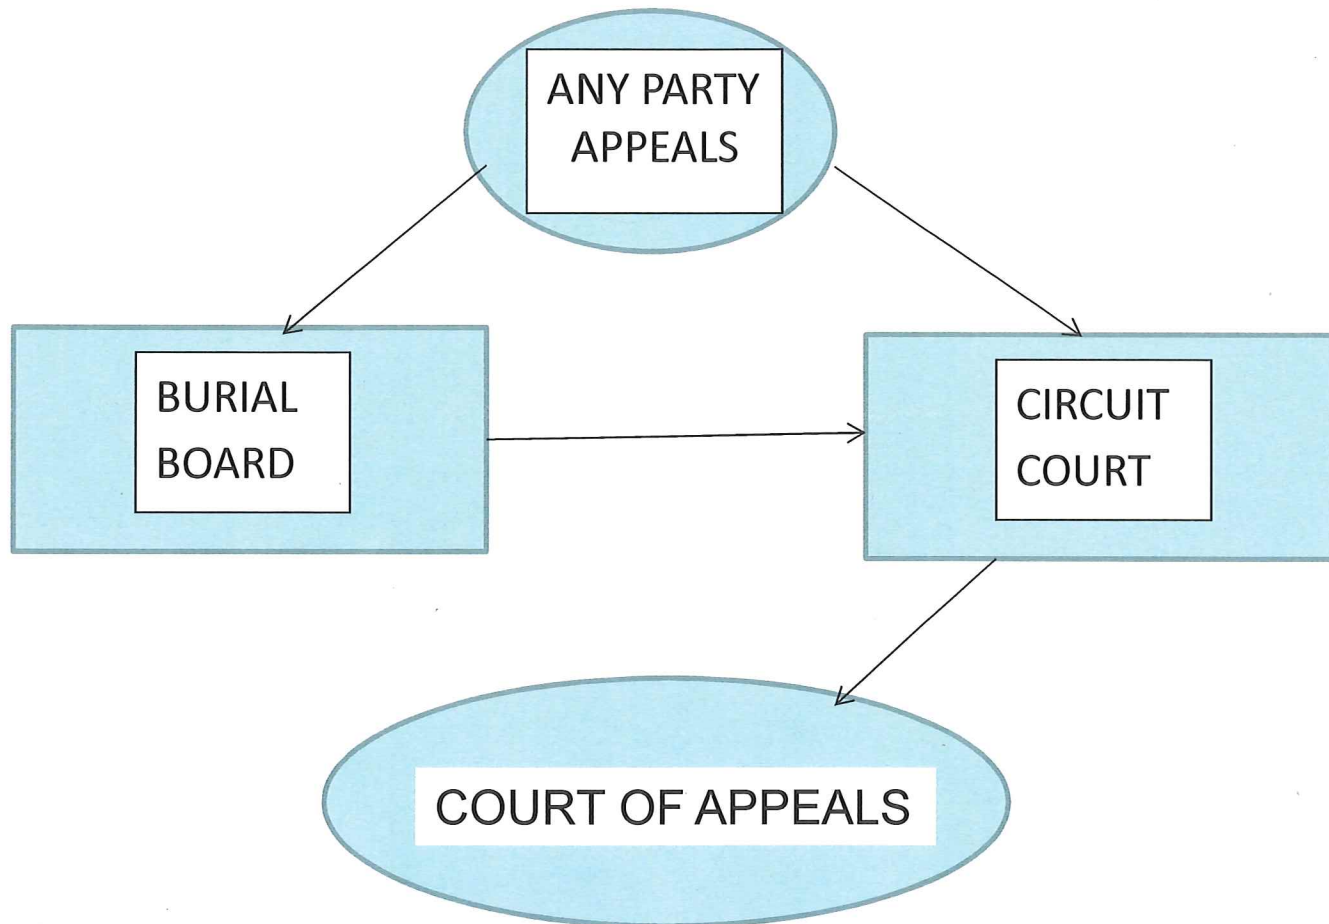 ANY PARTY
APPEALS
BURIAL
BOARD
CIRCUIT
COURT
COURT OF APPEALS